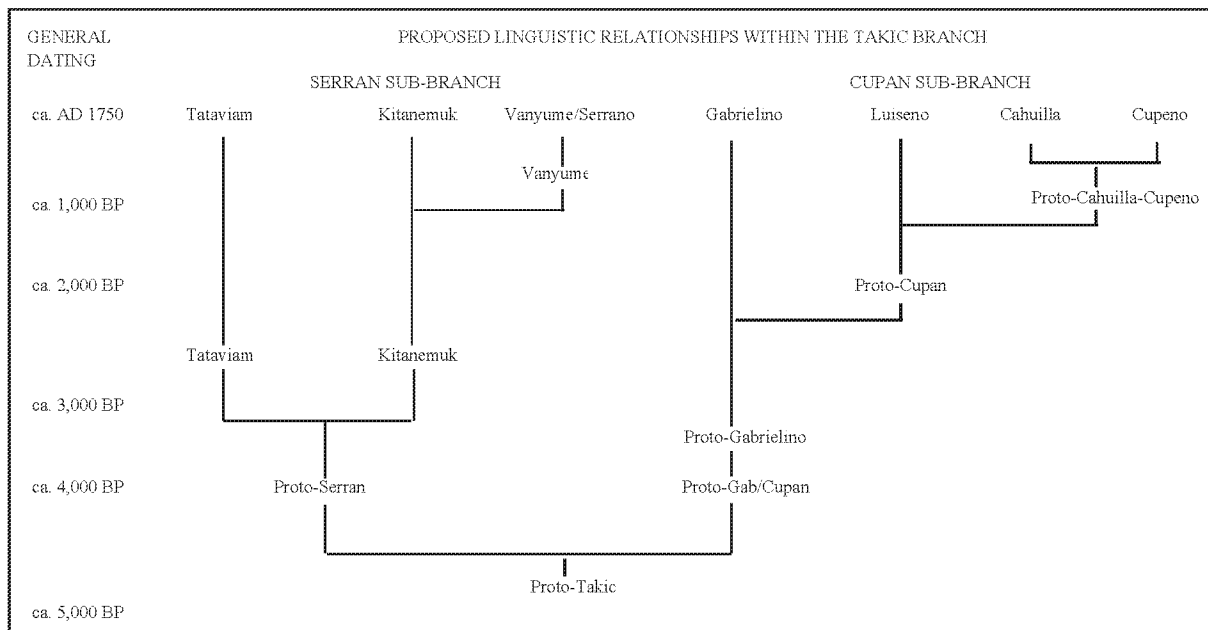 GENERAL PROPOSED LINGUISTIC RELATIONSHIPS WITHIN THE TAKIC BRANCH
DATING
SERRAN SUB-BRANCH CUPAN SUB-BRANCH
ca. AD 1750 Tataviam Kitanemuk Vanyume/Serrano Gabrielino Luiseno Cahuilla Cupeno
Vanyume
ca. 1,000 BP Proto-Cahuilla-Cupeno
ca. 2,000 BP Proto-Cupan
Tataviam Kitanemuk
ca. 3,000 BP
Proto-Gabrielino
ca. 4,000 BP Proto-Serran Proto-Gab/Cupan
Proto-Takic
ca. 5,000 BP